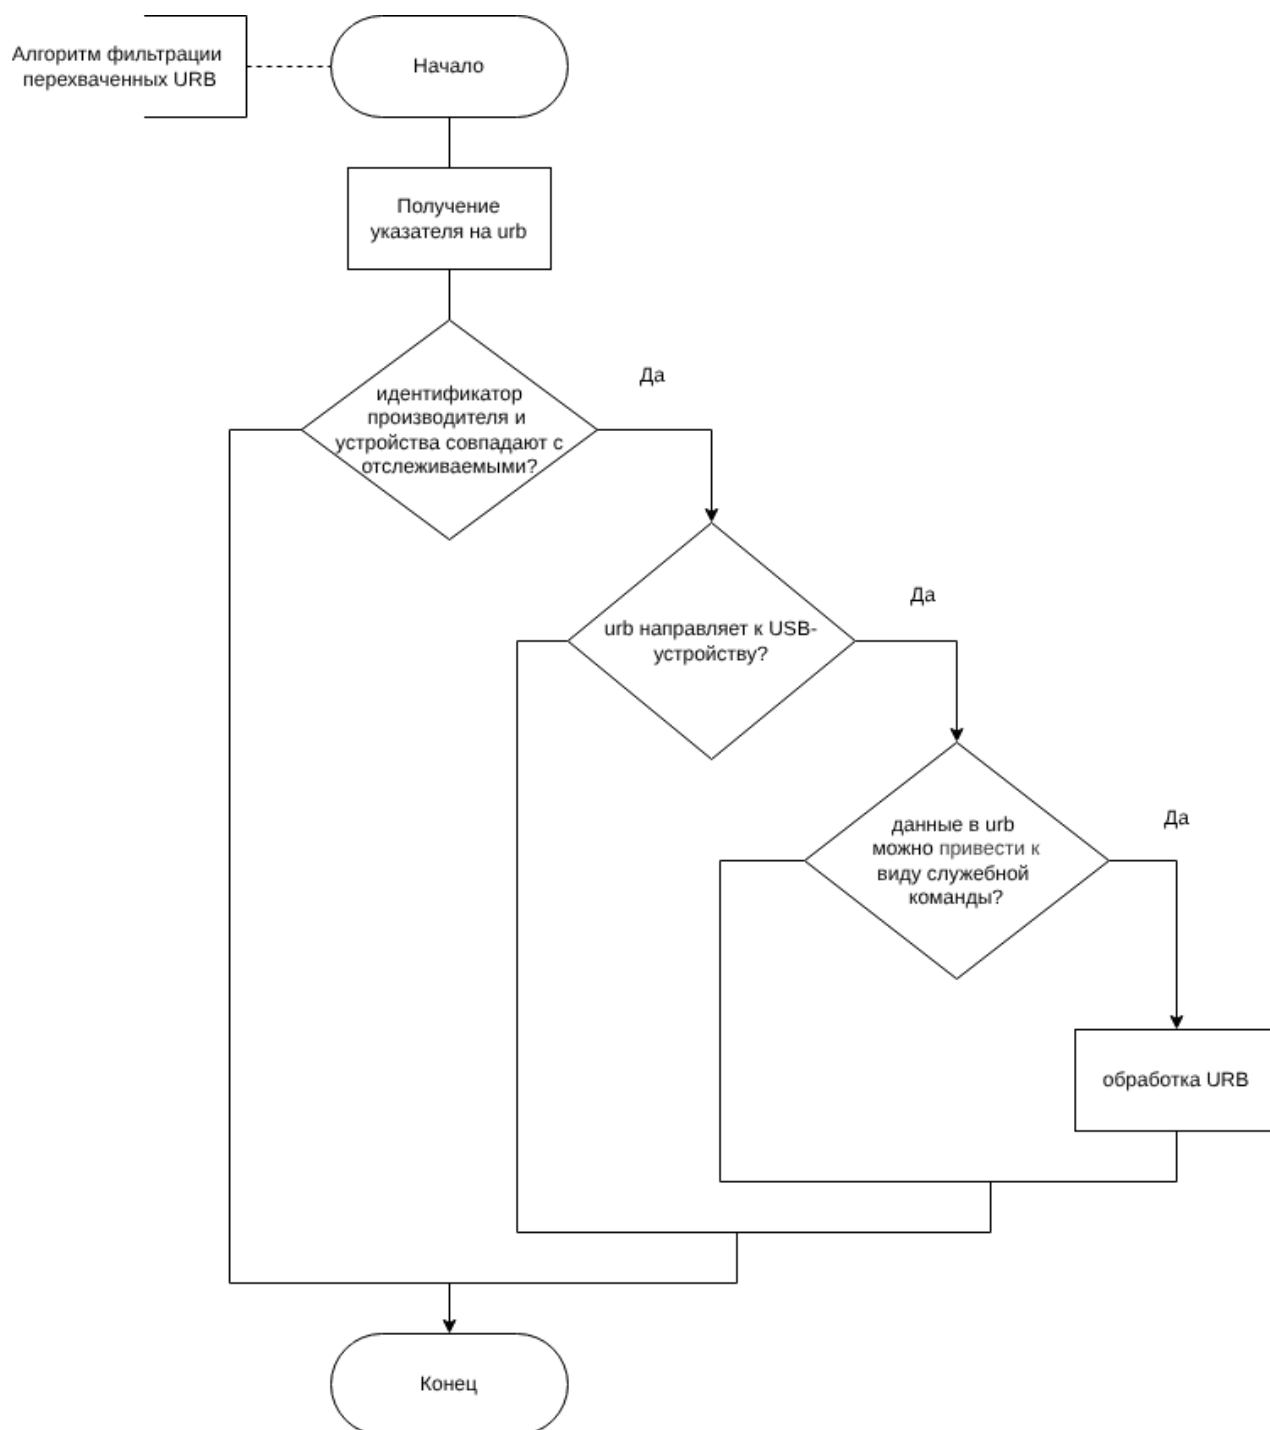 Алгоритм фильтрации
перехваченных URB
Начало
Получение
указателя на urb
идентификатор
производителя и
устройства совпадают с
отслеживаемыми?
Да
urb направляет к USB-
устройству?
Да
данные в urb
можно привести к
виду служебной
команды?
Да
обработка URB
Конец